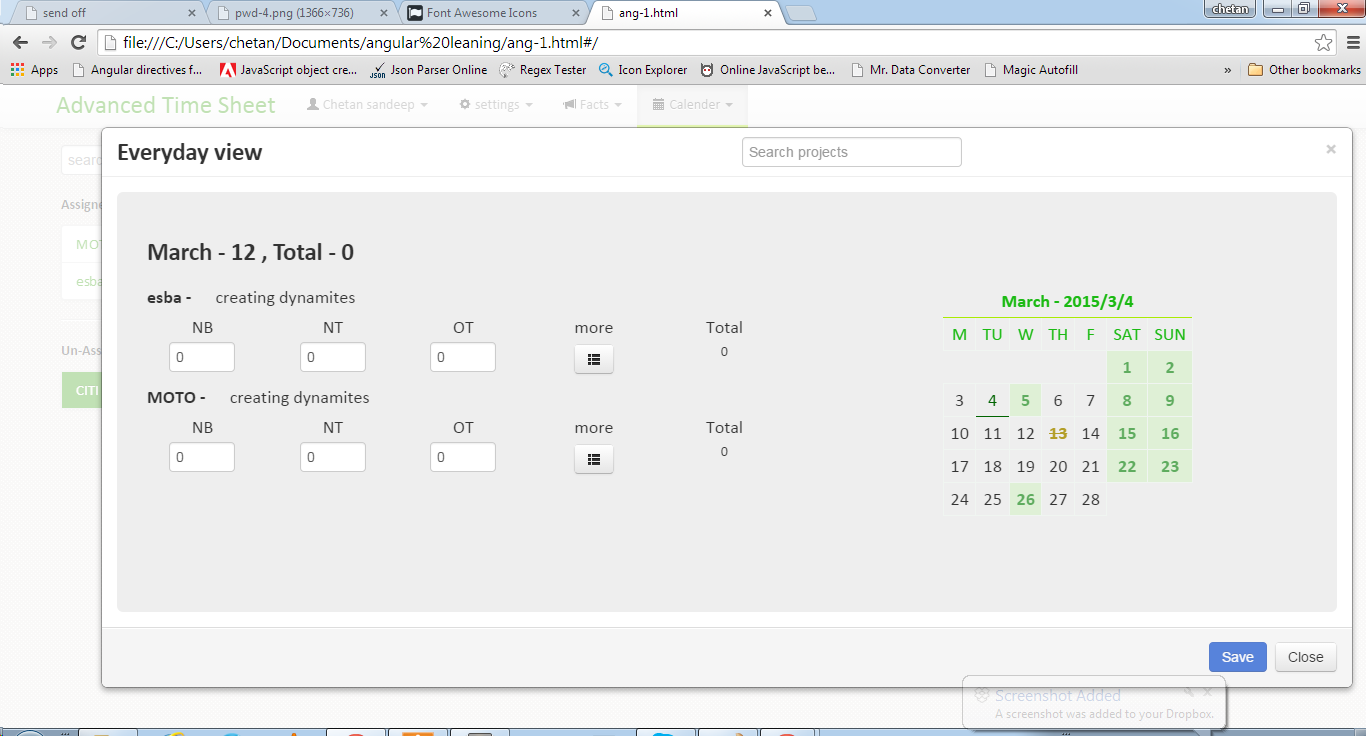 send off
pwd-4.png (1366×736)
Font Awesome Icons
ang-1.html
chetan
file:///C:/Users/chetan/Documents/angular%20leaning/ang-1.html#/
Apps Angular directives f... JavaScript object cre... Json Parser Online Regex Tester Icon Explorer Online JavaScript be... Mr. Data Converter Magic Autofill » Other bookmarks
Advanced Time Sheet Chetan sandeep settings Facts Calender
searc
Assigne
MOT
esba
Un-Ass
CITI
Everyday view Search projects ×
March - 12 , Total - 0
esba - creating dynamites
NB NT OT more Total
0 0 0 0
MOTO - creating dynamites
NB NT OT more Total
0 0 0 0
March - 2015/3/4
M TU W TH F SAT SUN
1 2
3 4 5 6 7 8 9
10 11 12 13 14 15 16
17 18 19 20 21 22 23
24 25 26 27 28
Save Close
Screenshot Added
A screenshot was added to your Dropbox.